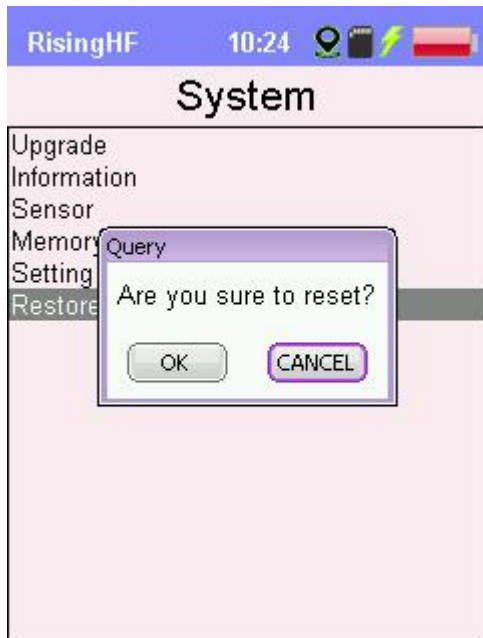 RisingHF 10:24
System
Upgrade
Information
Sensor
Memory
Setting
Restore
Query
Are you sure to reset?
OK CANCEL